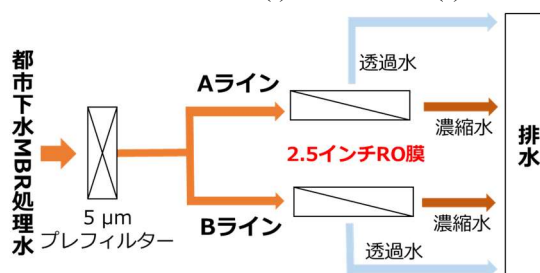 都市下水MBR処理水
5 μm
プレフィルター
Aライン
透過水
濃縮水
2.5インチRO膜
Bライン
濃縮水
透過水
排水